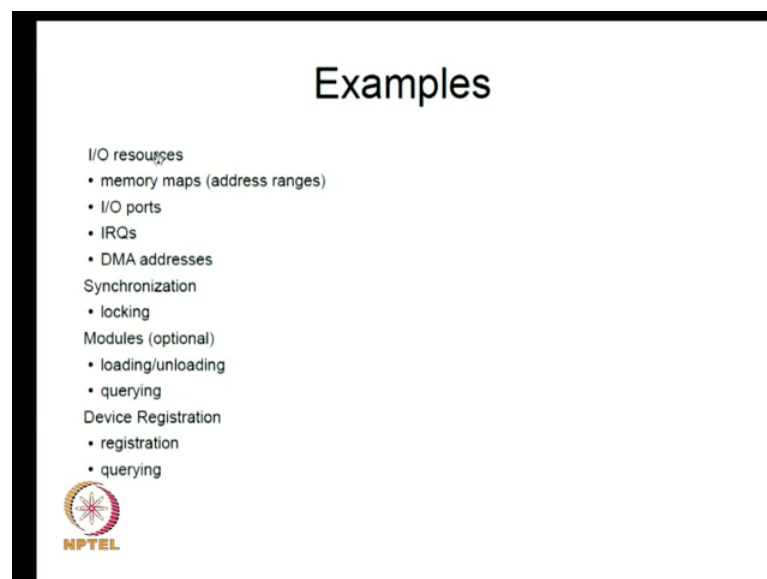 Examples
I/O resources
• memory maps (address ranges)
• I/O ports
• IRQs
• DMA addresses
Synchronization
• locking
Modules (optional)
• loading/unloading
• querying
Device Registration
• registration
• querying
NPTEL